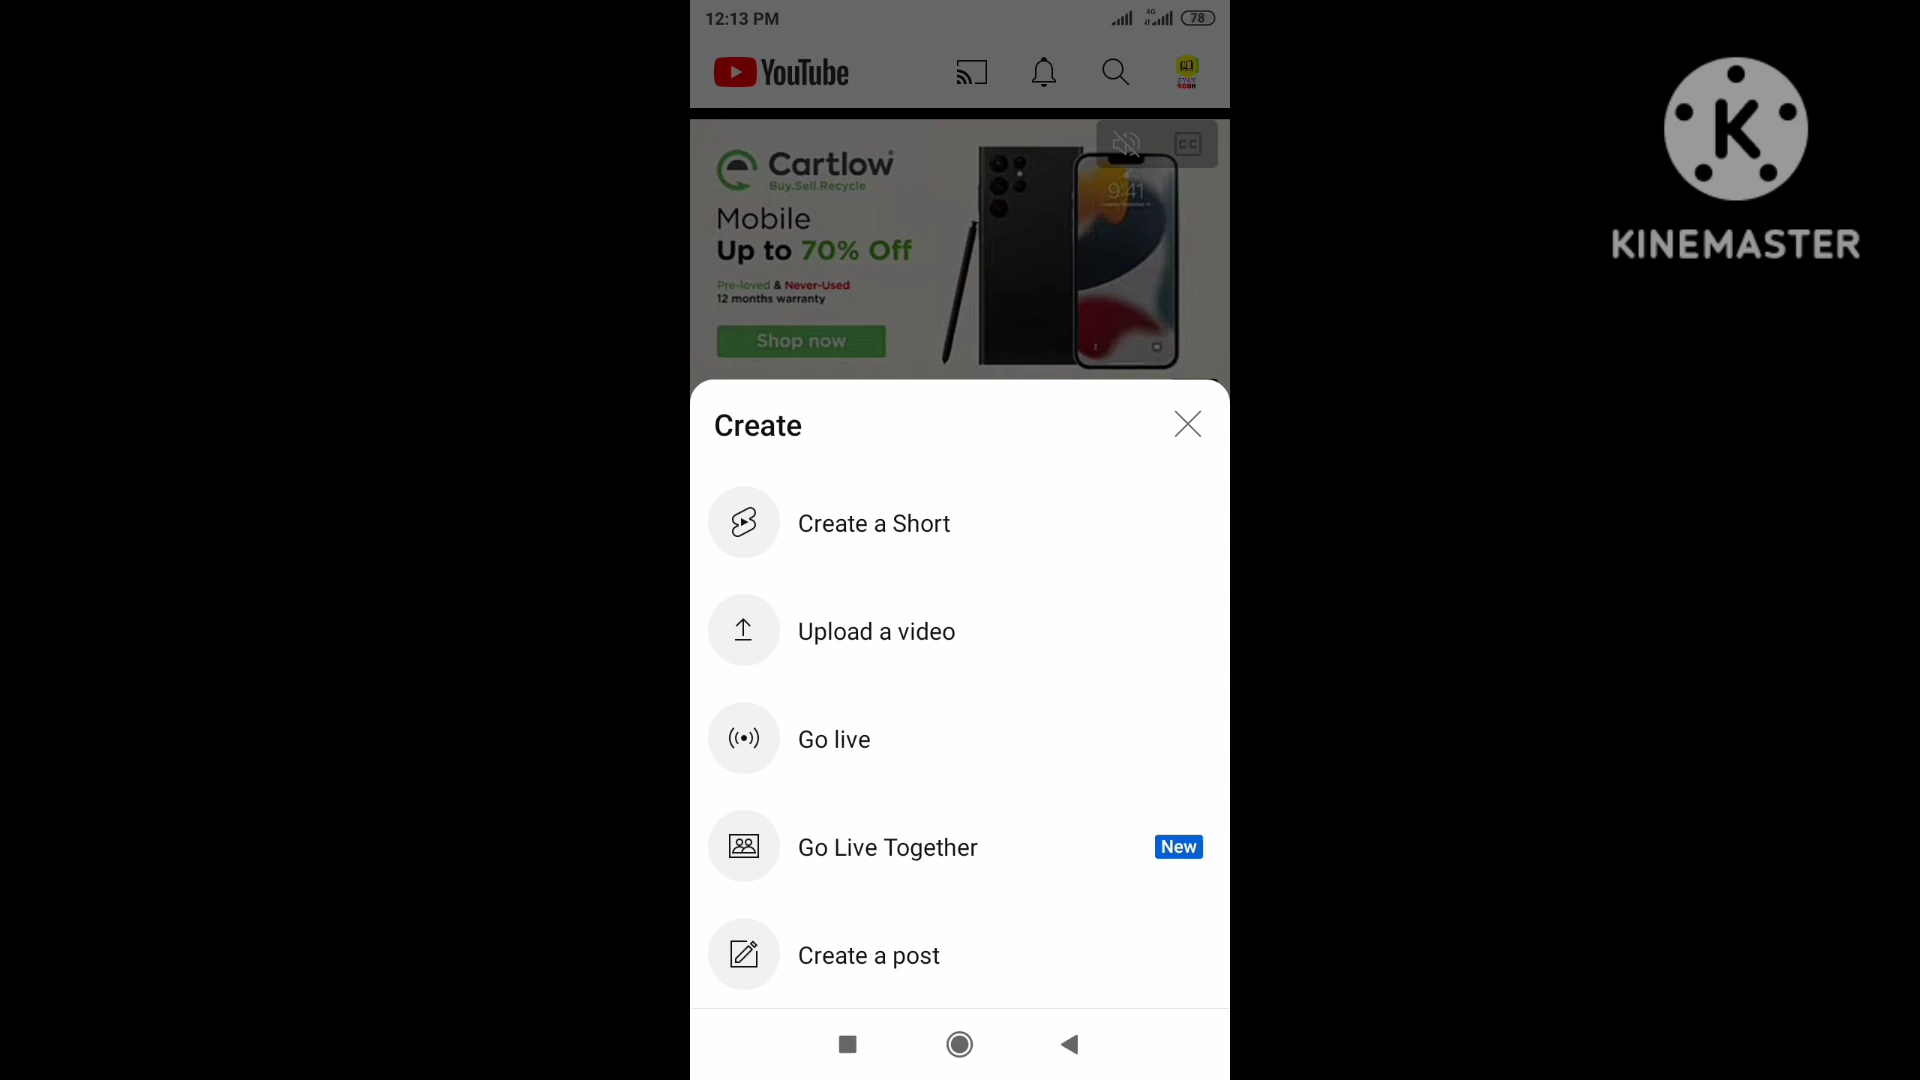 12:13 PM
4G
78
YouTube
Cartlow
Buy.Sell.Recycle
CC
Mobile
Up to 70% Off
Pre-loved & Never-Used
12 months warranty
Shop now
9:41
Create
Create a Short
Upload a video
Go live
Go Live Together
New
Create a post
K
KINEMASTER